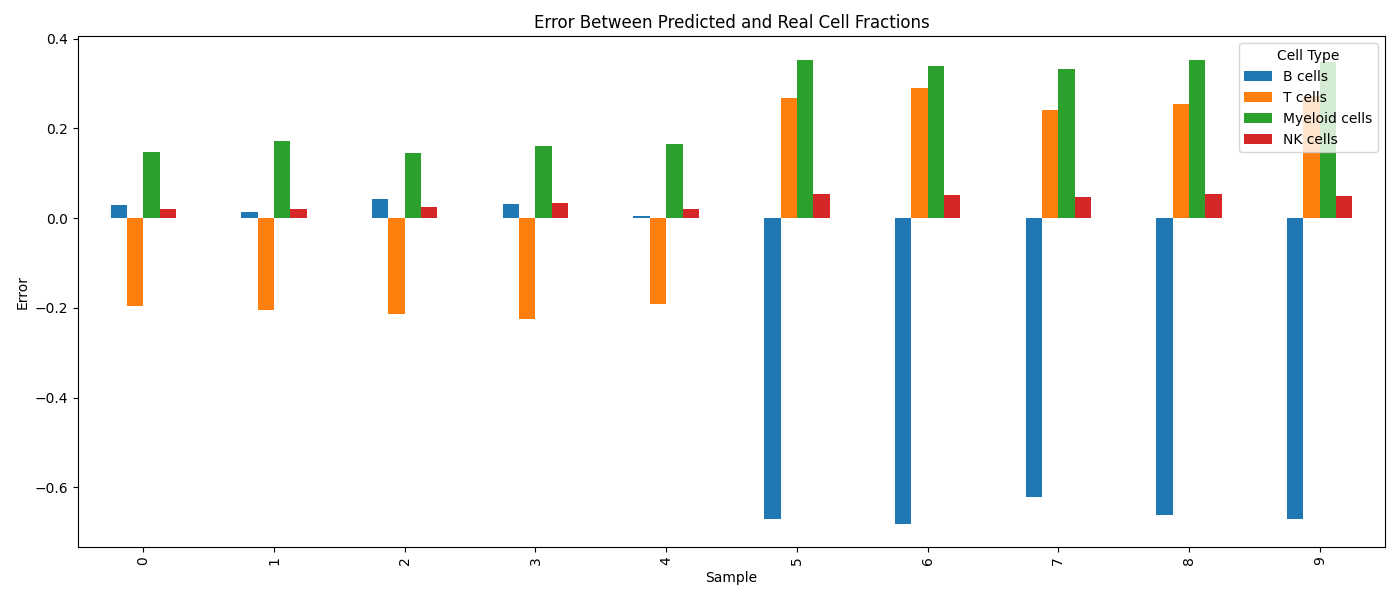 Error Between Predicted and Real Cell Fractions
Error
0.4
0.2
0.0
−0.2
−0.4
−0.6
Cell Type
B cells
T cells
Myeloid cells
NK cells
0 1 2 3 4 5 6 7 8 9
Sample